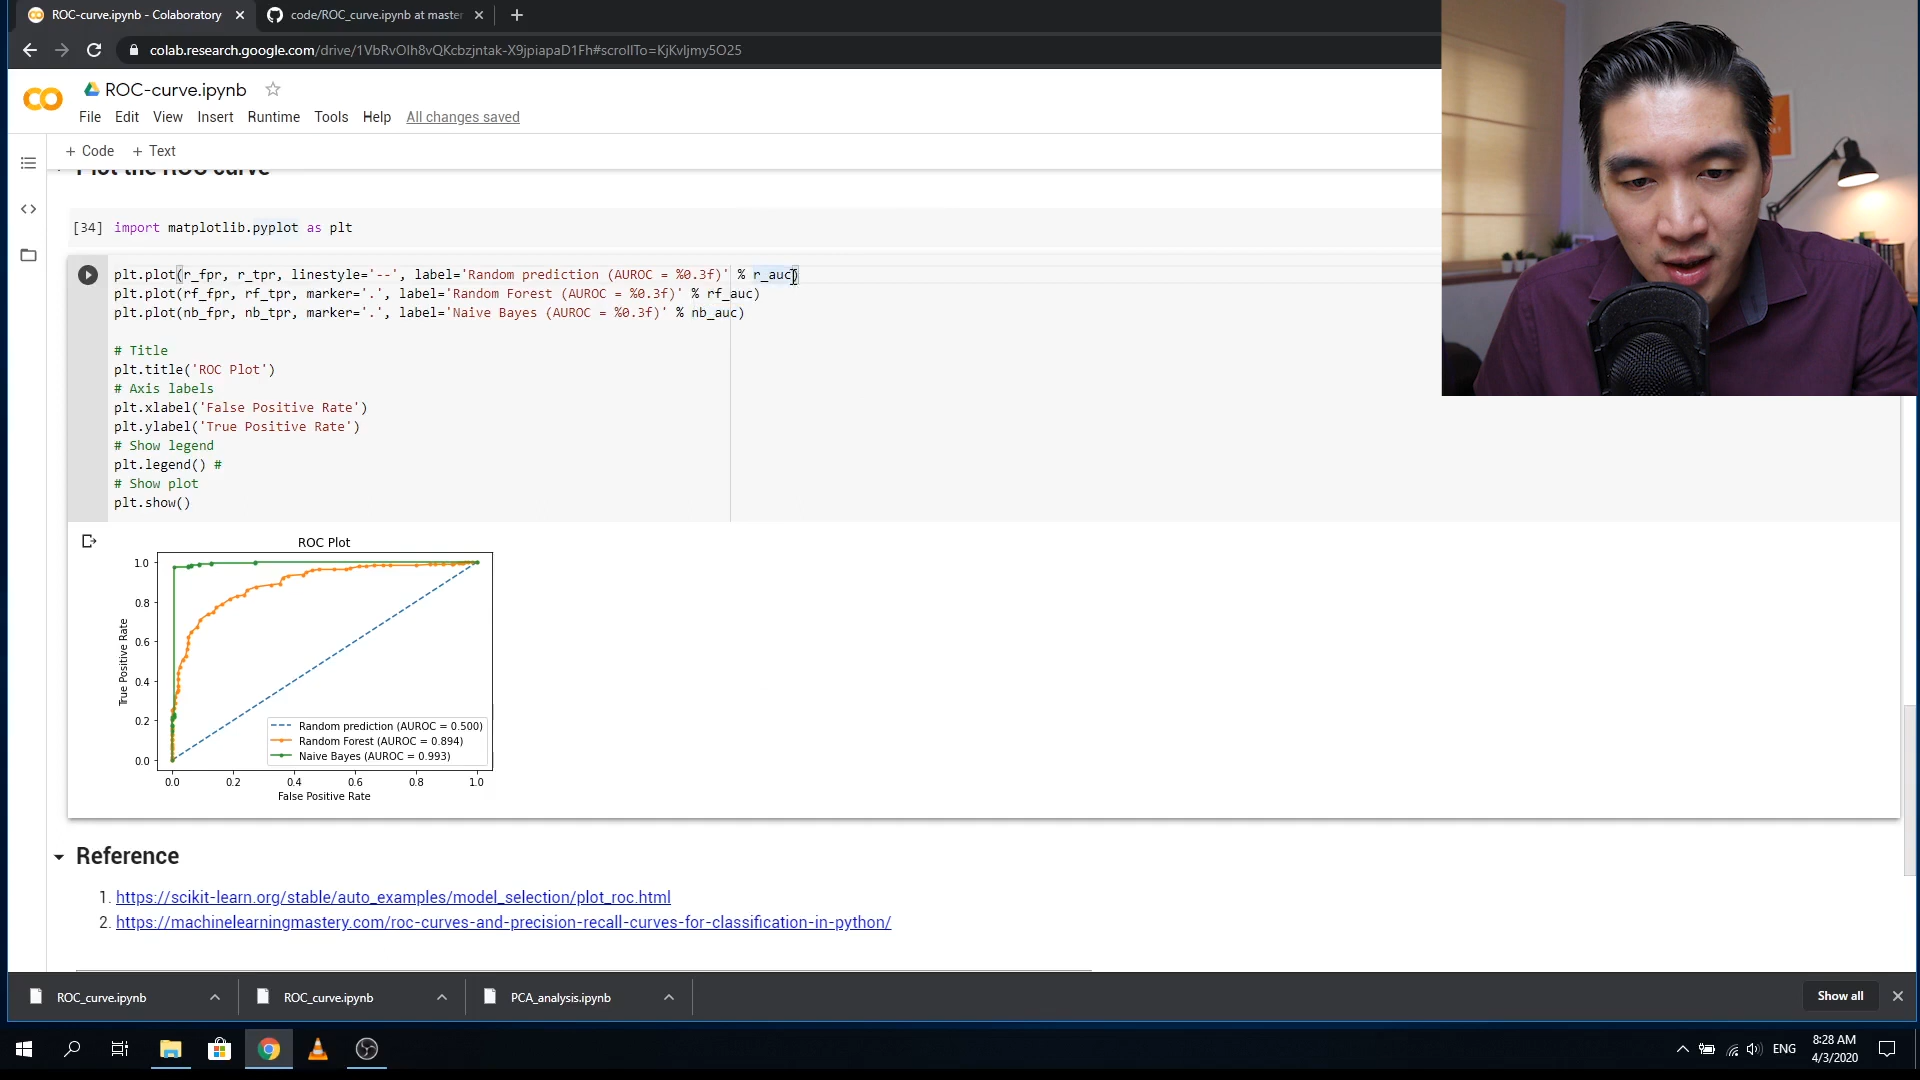 ROC-curve.ipynb - Colaboratory
code/ROC_curve.ipynb at master
colab.research.google.com/drive/1VbRvOlh8vQKcbzjntak-X9jpiapaD1Fh#scrollTo=KjKvljmy5O25
ROC-curve.ipynb
File Edit View Insert Runtime Tools Help All changes saved
+ Code + Text
Plot the ROC curve
[34] import matplotlib.pyplot as plt
plt.plot(r_fpr, r_tpr, linestyle='--', label='Random prediction (AUROC = %0.3f)' % r_auc)
plt.plot(rf_fpr, rf_tpr, marker='.', label='Random Forest (AUROC = %0.3f)' % rf_auc)
plt.plot(nb_fpr, nb_tpr, marker='.', label='Naive Bayes (AUROC = %0.3f)' % nb_auc)
# Title
plt.title('ROC Plot')
# Axis labels
plt.xlabel('False Positive Rate')
plt.ylabel('True Positive Rate')
# Show legend
plt.legend() #
# Show plot
plt.show()
ROC Plot
1.0
0.8
0.6
0.4
0.2
0.0
True Positive Rate
Random prediction (AUROC = 0.500)
Random Forest (AUROC = 0.894)
Naive Bayes (AUROC = 0.993)
0.0 0.2 0.4 0.6 0.8 1.0
False Positive Rate
Reference
1. https://scikit-learn.org/stable/auto_examples/model_selection/plot_roc.html
2. https://machinelearningmastery.com/roc-curves-and-precision-recall-curves-for-classification-in-python/
ROC_curve.ipynb
ROC_curve.ipynb
PCA_analysis.ipynb
Show all
ENG
8:28 AM
4/3/2020